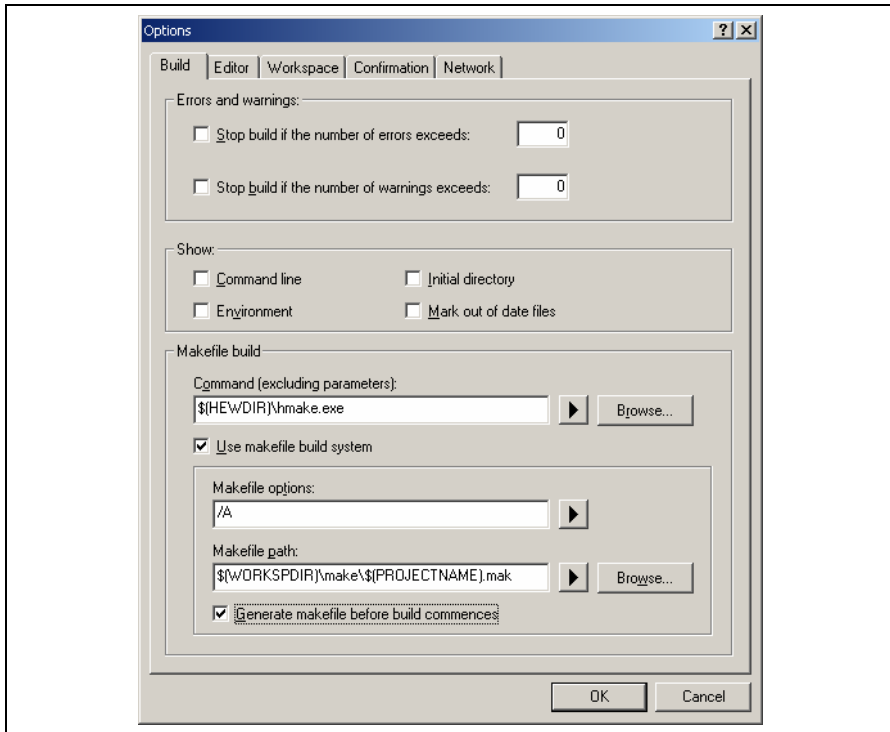 Options
Build Editor Workspace Confirmation Network
Errors and warnings:
Stop build if the number of errors exceeds: 0
Stop build if the number of warnings exceeds: 0
Show:
Command line Initial directory
Environment Mark out of date files
Makefile build
Command (excluding parameters):
$(HEWDIR)\hmake.exe Browse...
Use makefile build system
Makefile options:
/A
Makefile path:
$(WORKSPDIR)\make\$(PROJECTNAME).mak Browse...
Generate makefile before build commences
OK Cancel